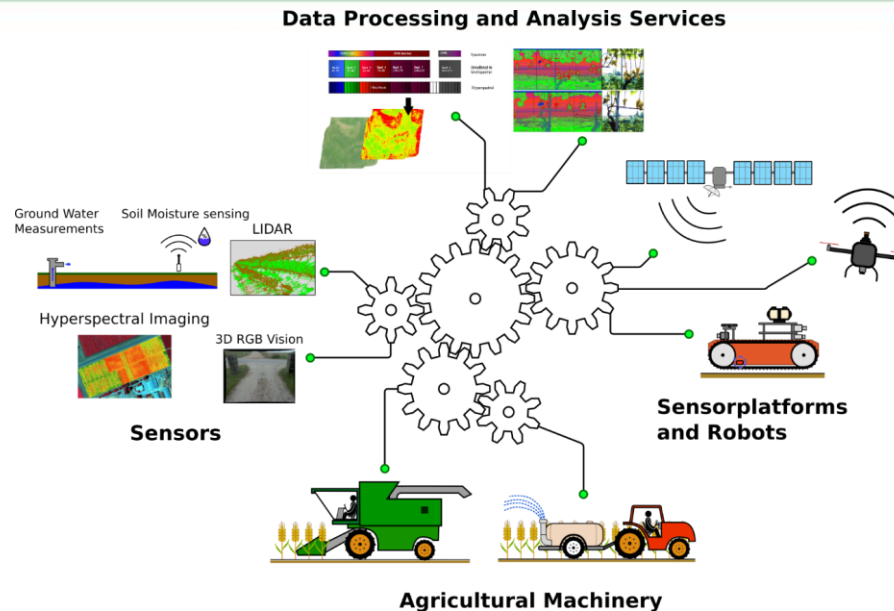 Data Processing and Analysis Services
Ground Water
Measurements
Soil Moisture sensing
LIDAR
Hyperspectral Imaging
3D RGB Vision
Sensors
Sensorplatforms
and Robots
Agricultural Machinery